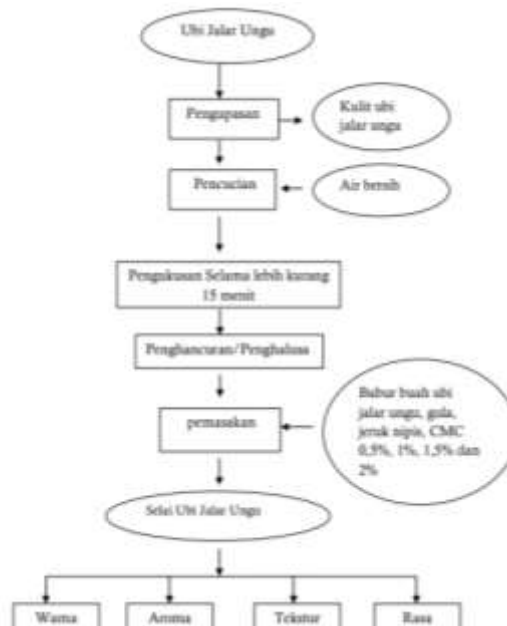 Ubi Jalar Ungu
Pengupasan
Kulit ubi
jalar ungu
Pencucian
Air bersih
Pengukusan Selama lebih kurang
15 menit
Penghancuran/Penghalusa
pemasakan
Bubur buah ubi
jalar ungu, gula,
jeruk nipis, CMC
0,5%, 1%, 1,5% dan
2%
Selai Ubi Jalar Ungu
Warna
Aroma
Tekstur
Rasa